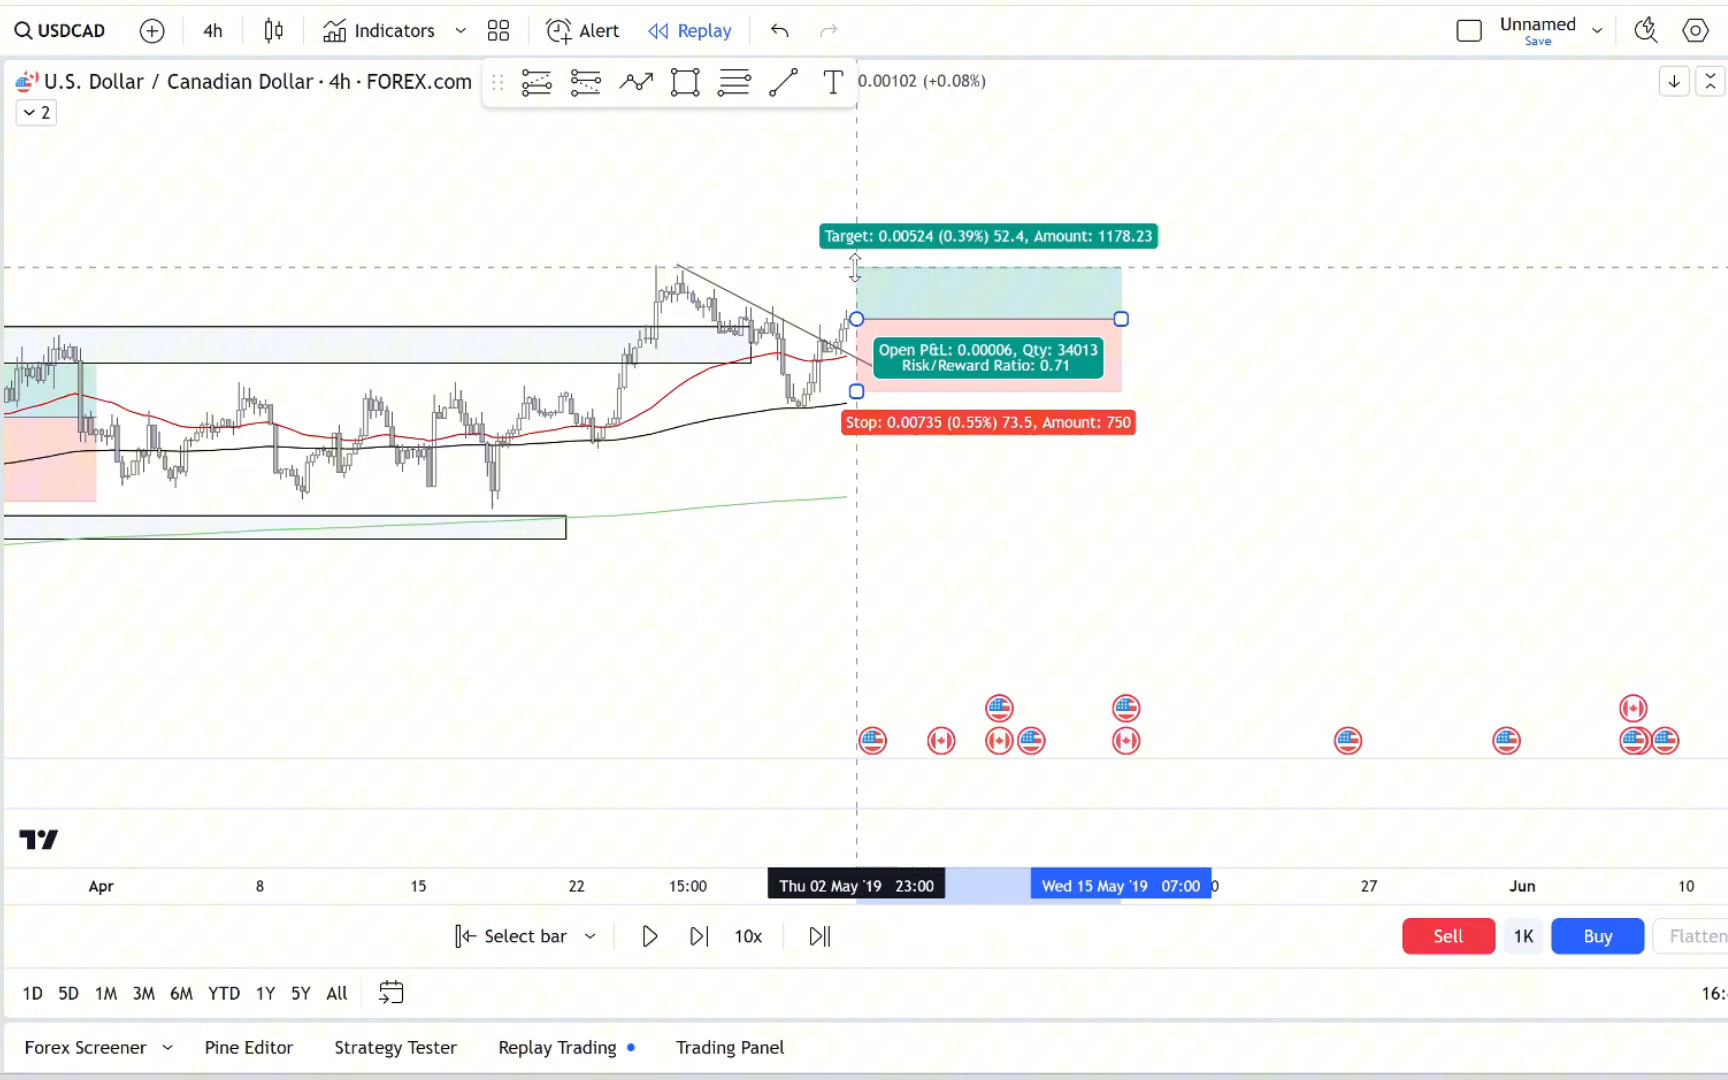 USDCAD
4h
Indicators
Alert
Replay
Unnamed
Save
U.S. Dollar / Canadian Dollar · 4h · FOREX.com
T
0.00102 (+0.08%)
2
Target: 0.00524 (0.39%) 52.4, Amount: 1178.23
Open P&L: 0.00006, Qty: 34013
Risk/Reward Ratio: 0.71
Stop: 0.00735 (0.55%) 73.5, Amount: 750
Apr 8 15 22 15:00 Thu 02 May '19 23:00 Wed 15 May '19 07:00 0 27 Jun 10
Select bar
10x
Sell
1K
Buy
Flatten
1D 5D 1M 3M 6M YTD 1Y 5Y All
16:
Forex Screener
Pine Editor
Strategy Tester
Replay Trading
Trading Panel